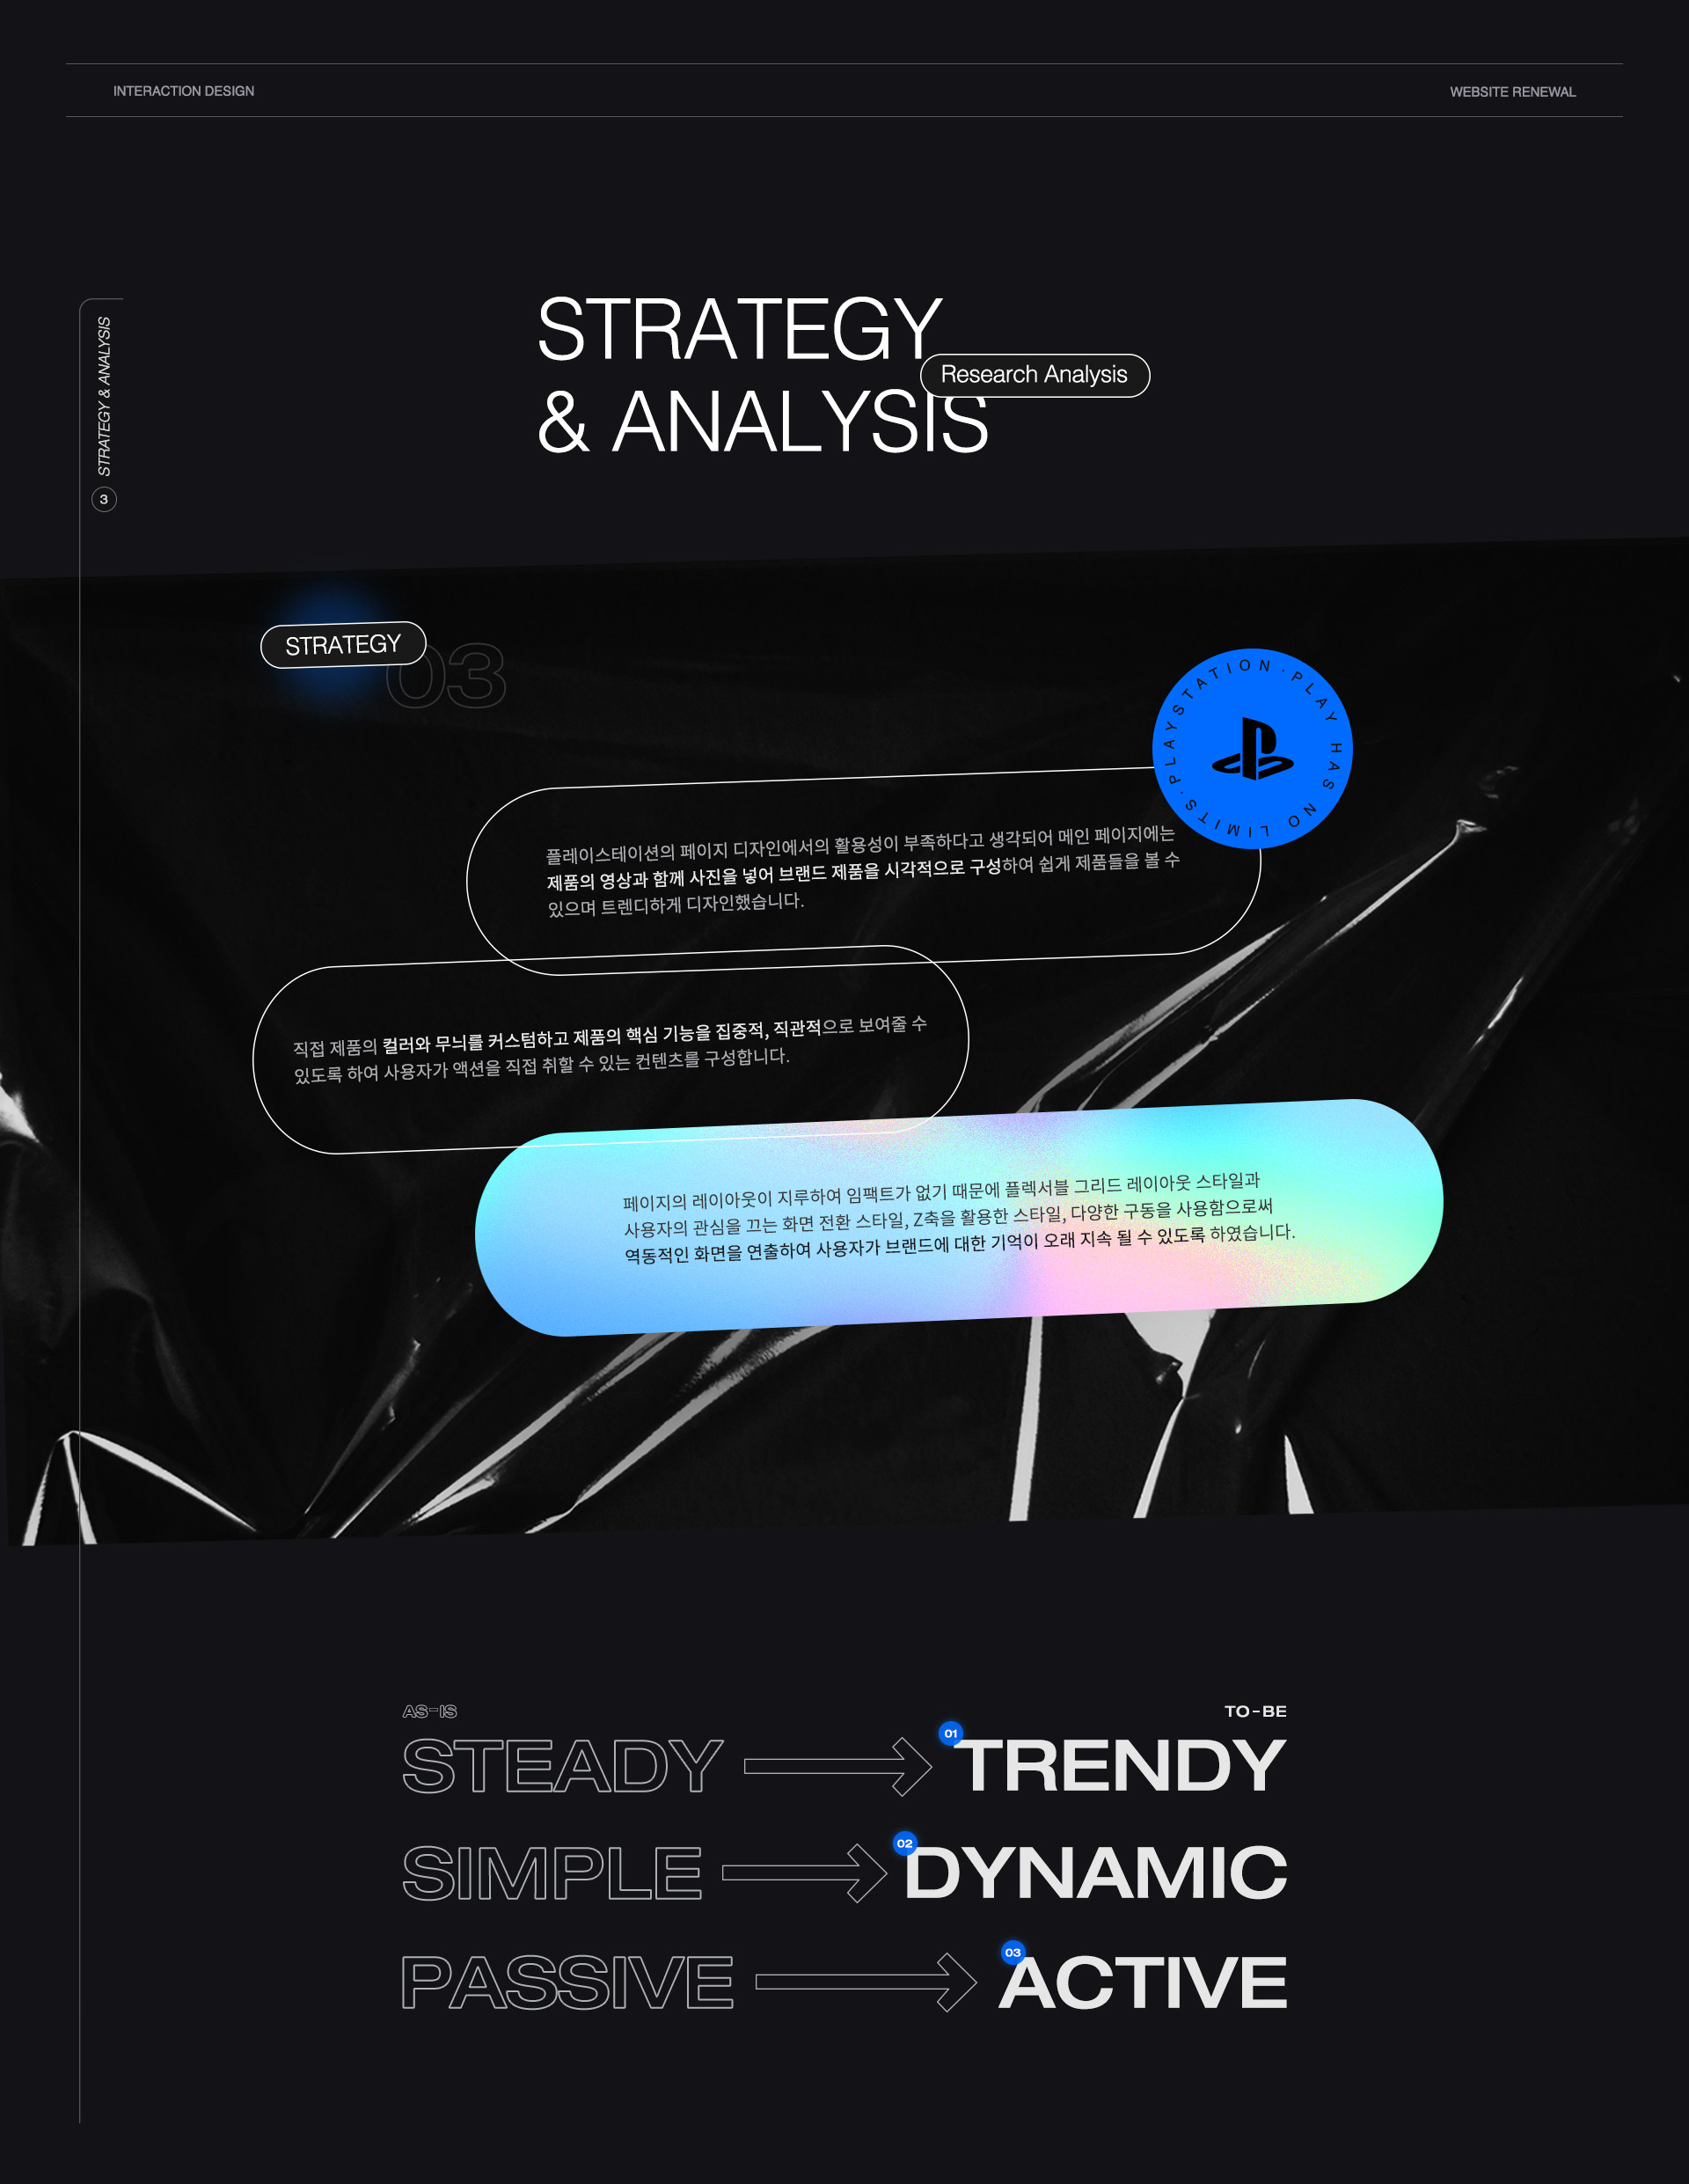 INTERACTION DESIGN
WEBSITE RENEWAL
STRATEGY
& ANALYSIS
Research Analysis
STRATEGY & ANALYSIS
3
STRATEGY
03
PLAYSTATION·PLAY HAS NO LIMITS·
플레이스테이션의 페이지 디자인에서의 활용성이 부족하다고 생각되어 메인 페이지에는
제품의 영상과 함께 사진을 넣어 브랜드 제품을 시각적으로 구성하여 쉽게 제품들을 볼 수
있으며 트렌디하게 디자인했습니다.
직접 제품의 컬러와 무늬를 커스텀하고 제품의 핵심 기능을 집중적, 직관적으로 보여줄 수
있도록 하여 사용자가 액션을 직접 취할 수 있는 컨텐츠를 구성합니다.
페이지의 레이아웃이 지루하여 임팩트가 없기 때문에 플렉서블 그리드 레이아웃 스타일과
사용자의 관심을 끄는 화면 전환 스타일, Z축을 활용한 스타일, 다양한 구동을 사용함으로써
역동적인 화면을 연출하여 사용자가 브랜드에 대한 기억이 오래 지속 될 수 있도록 하였습니다.
AS-IS
TO-BE
STEADY
01
TRENDY
SIMPLE
02
DYNAMIC
PASSIVE
03
ACTIVE